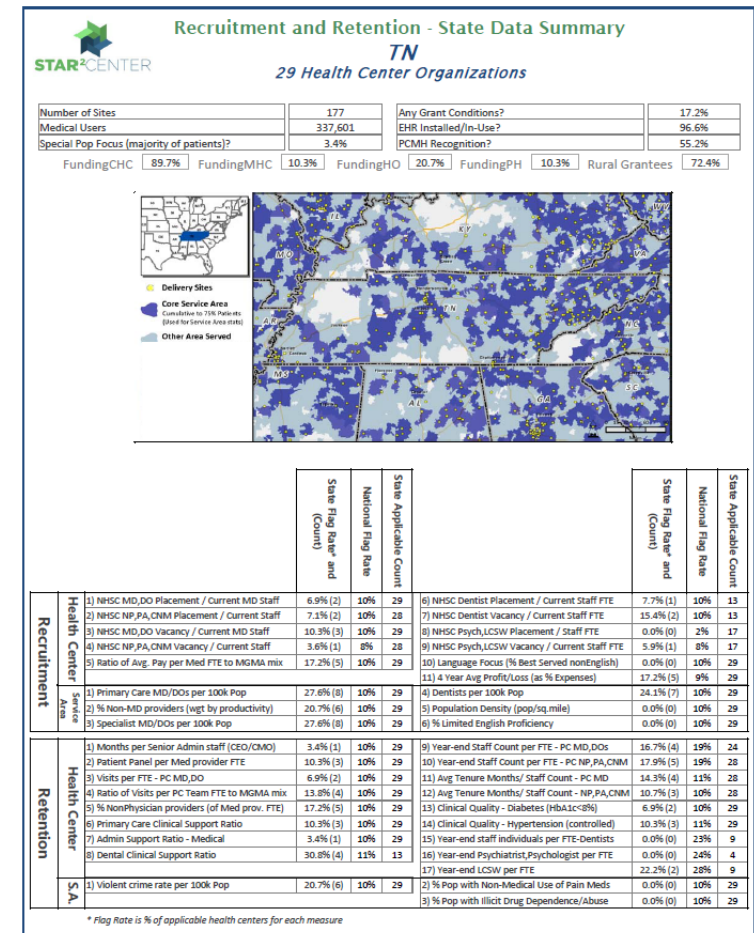 Recruitment and Retention - State Data Summary
TN
STAR²CENTER
29 Health Center Organizations
Number of Sites 177 Any Grant Conditions? 17.2%
Medical Users 337,601 EHR Installed/In-Use? 96.6%
Special Pop Focus (majority of patients)? 3.4% PCMH Recognition? 55.2%
FundingCHC 89.7% FundingMHC 10.3% FundingHO 20.7% FundingPH 10.3% Rural Grantees 72.4%
IL
KY
WV
MO
VA
Delivery Sites
Core Service Area
Cumulative to 75% Patients
(Used for Service Area stats)
Other Area Served
TN
AR
NC
MS
AL
GA
SC
State Flag Rate* and (Count) National Flag Rate State Applicable Count State Flag Rate* and (Count) National Flag Rate State Applicable Count
Recruitment
Health Center
1) NHSC MD,DO Placement / Current MD Staff 6.9% (2) 10% 29 6) NHSC Dentist Placement / Current Staff FTE 7.7% (1) 10% 13
2) NHSC NP,PA,CNM Placement / Current Staff 7.1% (2) 10% 28 7) NHSC Dentist Vacancy / Current Staff FTE 15.4% (2) 10% 13
3) NHSC MD,DO Vacancy / Current MD Staff 10.3% (3) 10% 29 8) NHSC Psych,LCSW Placement / Staff FTE 0.0% (0) 2% 17
4) NHSC NP,PA,CNM Vacancy / Current Staff 3.6% (1) 8% 28 9) NHSC Psych,LCSW Vacancy / Current Staff FTE 5.9% (1) 8% 17
5) Ratio of Avg. Pay per Med FTE to MGMA mix 17.2% (5) 10% 29 10) Language Focus (% Best Served nonEnglish) 0.0% (0) 10% 29
11) 4 Year Avg Profit/Loss (as % Expenses) 17.2% (5) 9% 29
Service Area
1) Primary Care MD/DOs per 100k Pop 27.6% (8) 10% 29 4) Dentists per 100k Pop 24.1% (7) 10% 29
2) % Non-MD providers (wgt by productivity) 20.7% (6) 10% 29 5) Population Density (pop/sq.mile) 0.0% (0) 10% 29
3) Specialist MD/DOs per 100k Pop 27.6% (8) 10% 29 6) % Limited English Proficiency 0.0% (0) 10% 29
Retention
Health Center
1) Months per Senior Admin staff (CEO/CMO) 3.4% (1) 10% 29 9) Year-end Staff Count per FTE - PC MD,DOs 16.7% (4) 19% 24
2) Patient Panel per Med provider FTE 10.3% (3) 10% 29 10) Year-end Staff Count per FTE - PC NP,PA,CNM 17.9% (5) 19% 28
3) Visits per FTE - PC MD,DO 6.9% (2) 10% 29 11) Avg Tenure Months/ Staff Count - PC MD 14.3% (4) 11% 28
4) Ratio of Visits per PC Team FTE to MGMA mix 13.8% (4) 10% 29 12) Avg Tenure Months/ Staff Count - NP,PA,CNM 10.7% (3) 10% 28
5) % NonPhysician providers (of Med prov. FTE) 17.2% (5) 10% 29 13) Clinical Quality - Diabetes (HbA1c<8%) 6.9% (2) 10% 29
6) Primary Care Clinical Support Ratio 10.3% (3) 10% 29 14) Clinical Quality - Hypertension (controlled) 10.3% (3) 11% 29
7) Admin Support Ratio - Medical 3.4% (1) 10% 29 15) Year-end staff individuals per FTE-Dentists 0.0% (0) 23% 9
8) Dental Clinical Support Ratio 30.8% (4) 11% 13 16) Year-end Psychiatrist,Psychologist per FTE 0.0% (0) 24% 4
17) Year-end LCSW per FTE 22.2% (2) 28% 9
S.A.
1) Violent crime rate per 100k Pop 20.7% (6) 10% 29 2) % Pop with Non-Medical Use of Pain Meds 0.0% (0) 10% 29
3) % Pop with Illicit Drug Dependence/Abuse 0.0% (0) 10% 29
* Flag Rate is % of applicable health centers for each measure